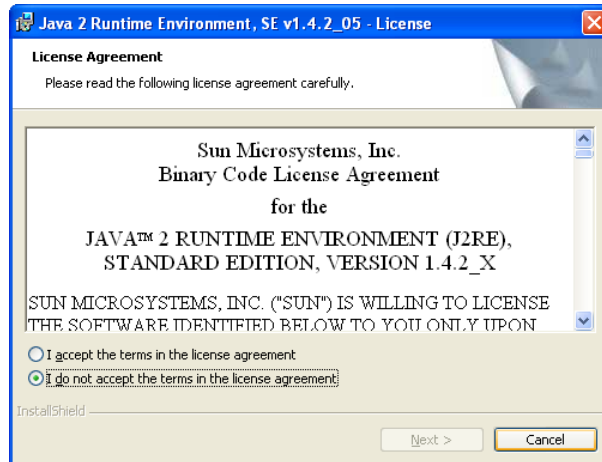 Java 2 Runtime Environment, SE v1.4.2_05 - License
License Agreement
Please read the following license agreement carefully.
Sun Microsystems, Inc.
Binary Code License Agreement
for the
JAVA™ 2 RUNTIME ENVIRONMENT (J2RE),
STANDARD EDITION, VERSION 1.4.2_X
SUN MICROSYSTEMS, INC. ("SUN") IS WILLING TO LICENSE
THE SOFTWARE IDENTIFIED BELOW TO YOU ONLY UPON
I accept the terms in the license agreement
I do not accept the terms in the license agreement
InstallShield
Next >
Cancel